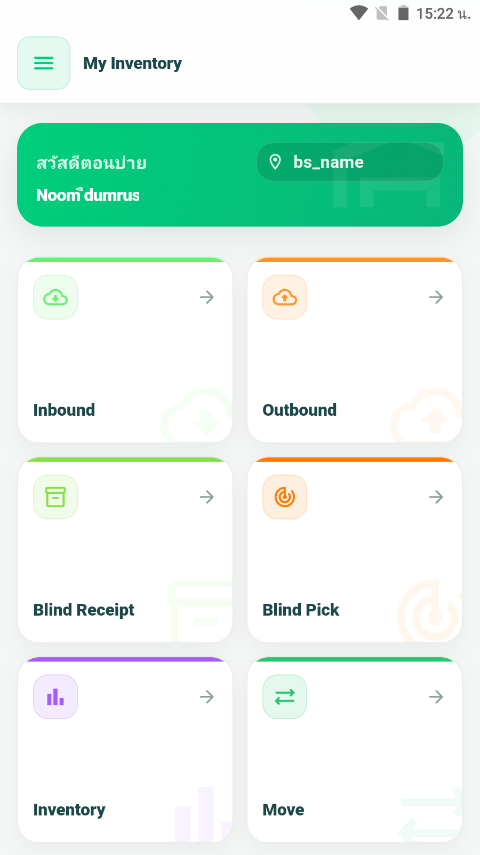 15:22 น.
My Inventory
สวัสดีตอนบ่าย
bs_name
Noom ิdumrus
Inbound
Outbound
Blind Receipt
Blind Pick
Inventory
Move